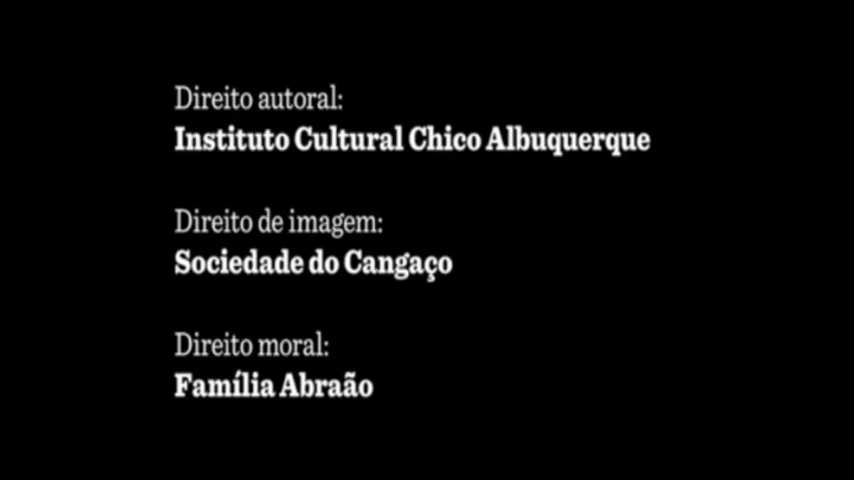 Direito autoral:
Instituto Cultural Chico Albuquerque
Direito de imagem:
Sociedade do Cangaço
Direito moral:
Família Abraão